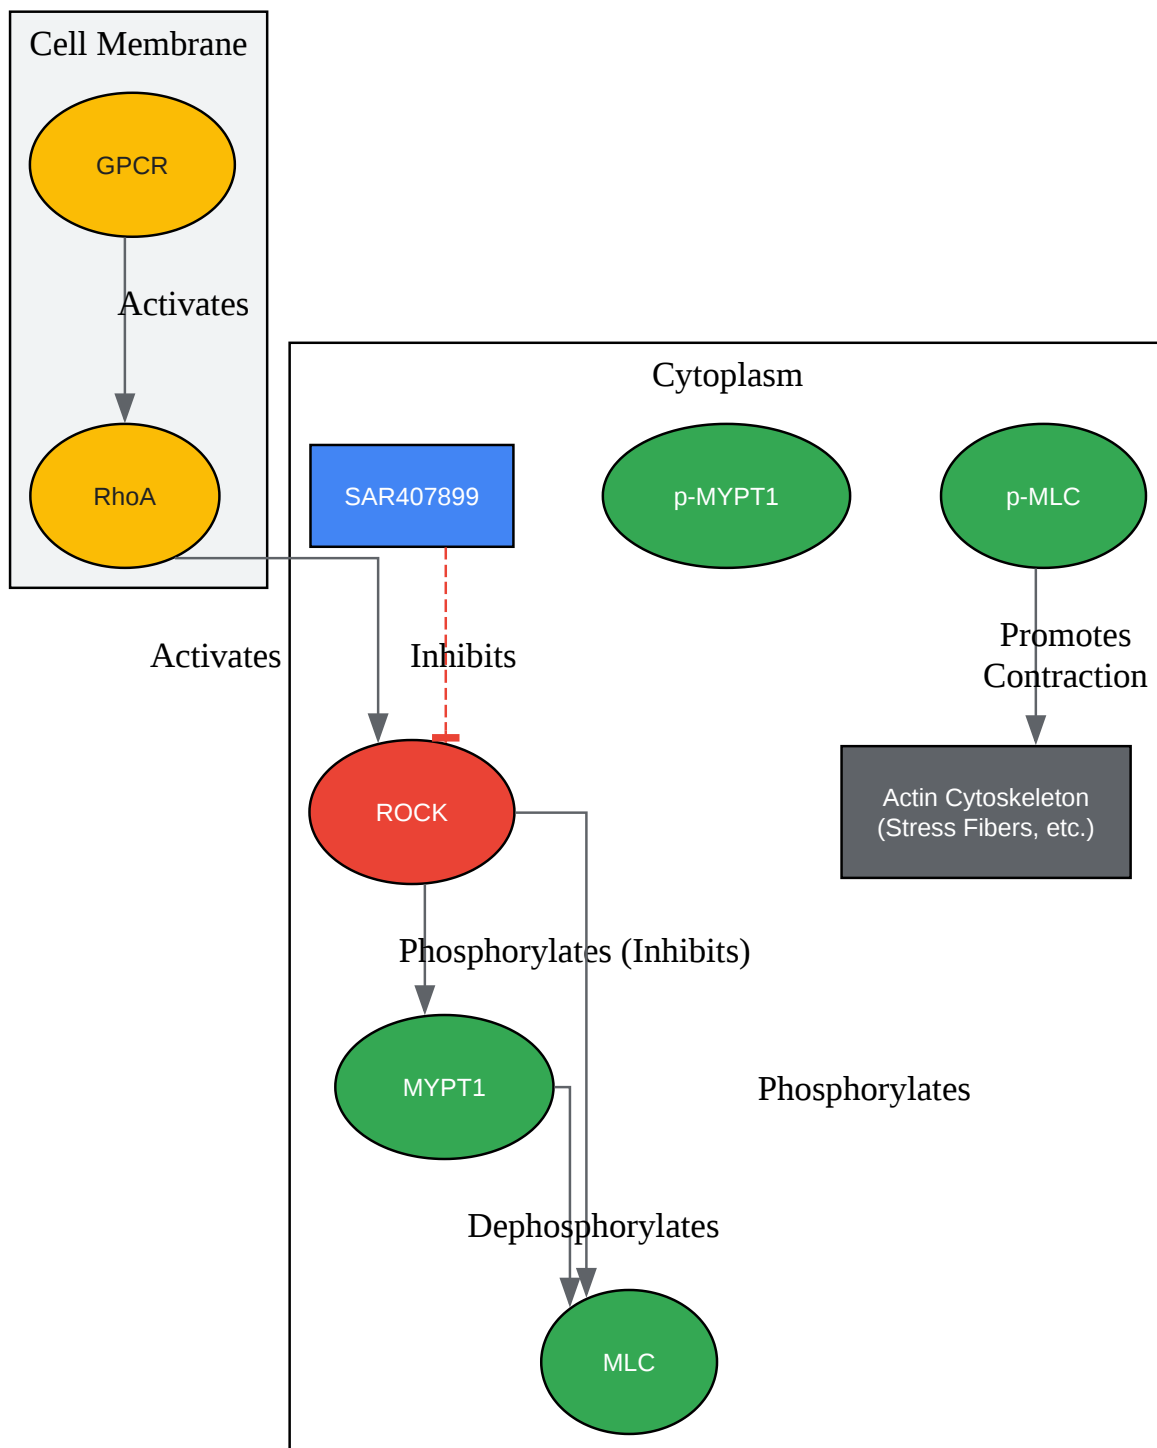 Cell Membrane
GPCR
Activates
RhoA
Cytoplasm
SAR407899
p-MYPT1
p-MLC
Activates
Inhibits
Promotes
Contraction
ROCK
Actin Cytoskeleton
(Stress Fibers, etc.)
Phosphorylates (Inhibits)
MYPT1
Phosphorylates
Dephosphorylates
MLC